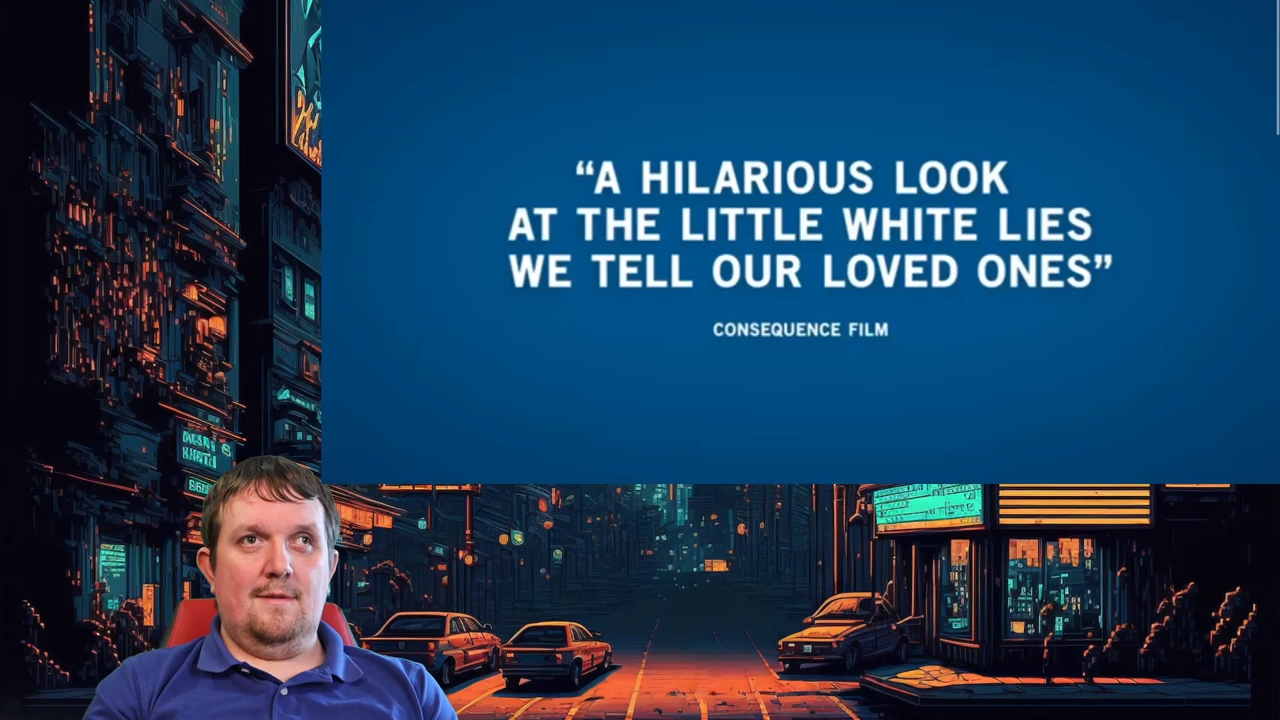 “A HILARIOUS LOOK
AT THE LITTLE WHITE LIES
WE TELL OUR LOVED ONES”
CONSEQUENCE FILM